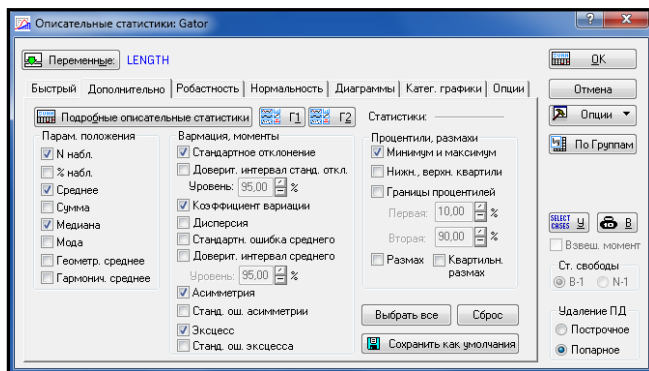 Описательные статистики: Gator
Переменные: LENGTH
Быстрый Дополнительно Робастность Нормальность Диаграммы Катег. графики Опции
Подробные описательные статистики Г1 Г2
Парам. положения
N набл.
% набл.
Среднее
Сумма
Медиана
Мода
Геометр. среднее
Гармонич. среднее
Вармация, моменты
Стандартное отклонение
Доверит. интервал станд. откл.
Уровень: 95,00 %
Коэффициент вариации
Дисперсия
Стандартн. ошибка среднего
Доверит. интервал среднего
Уровень: 95,00 %
Асимметрия
Станд. ош. асимметрии
Эксцесс
Станд. ош. эксцесса
Статистики:
Процентили, размахи
Минимум и максимум
Нижн., верхн. квартили
Границы процентилей
Первая: 10,00 %
Вторая: 90,00 %
Размах Квартильн. размах
Выбрать все Сброс
Сохранить как умолчания
OK
Отмена
Опции
По Группам
SELECT CASES У В
Взвеш. момент
Ст. свободы
В-1 N-1
Удаление ПД
Построчное
Попарное